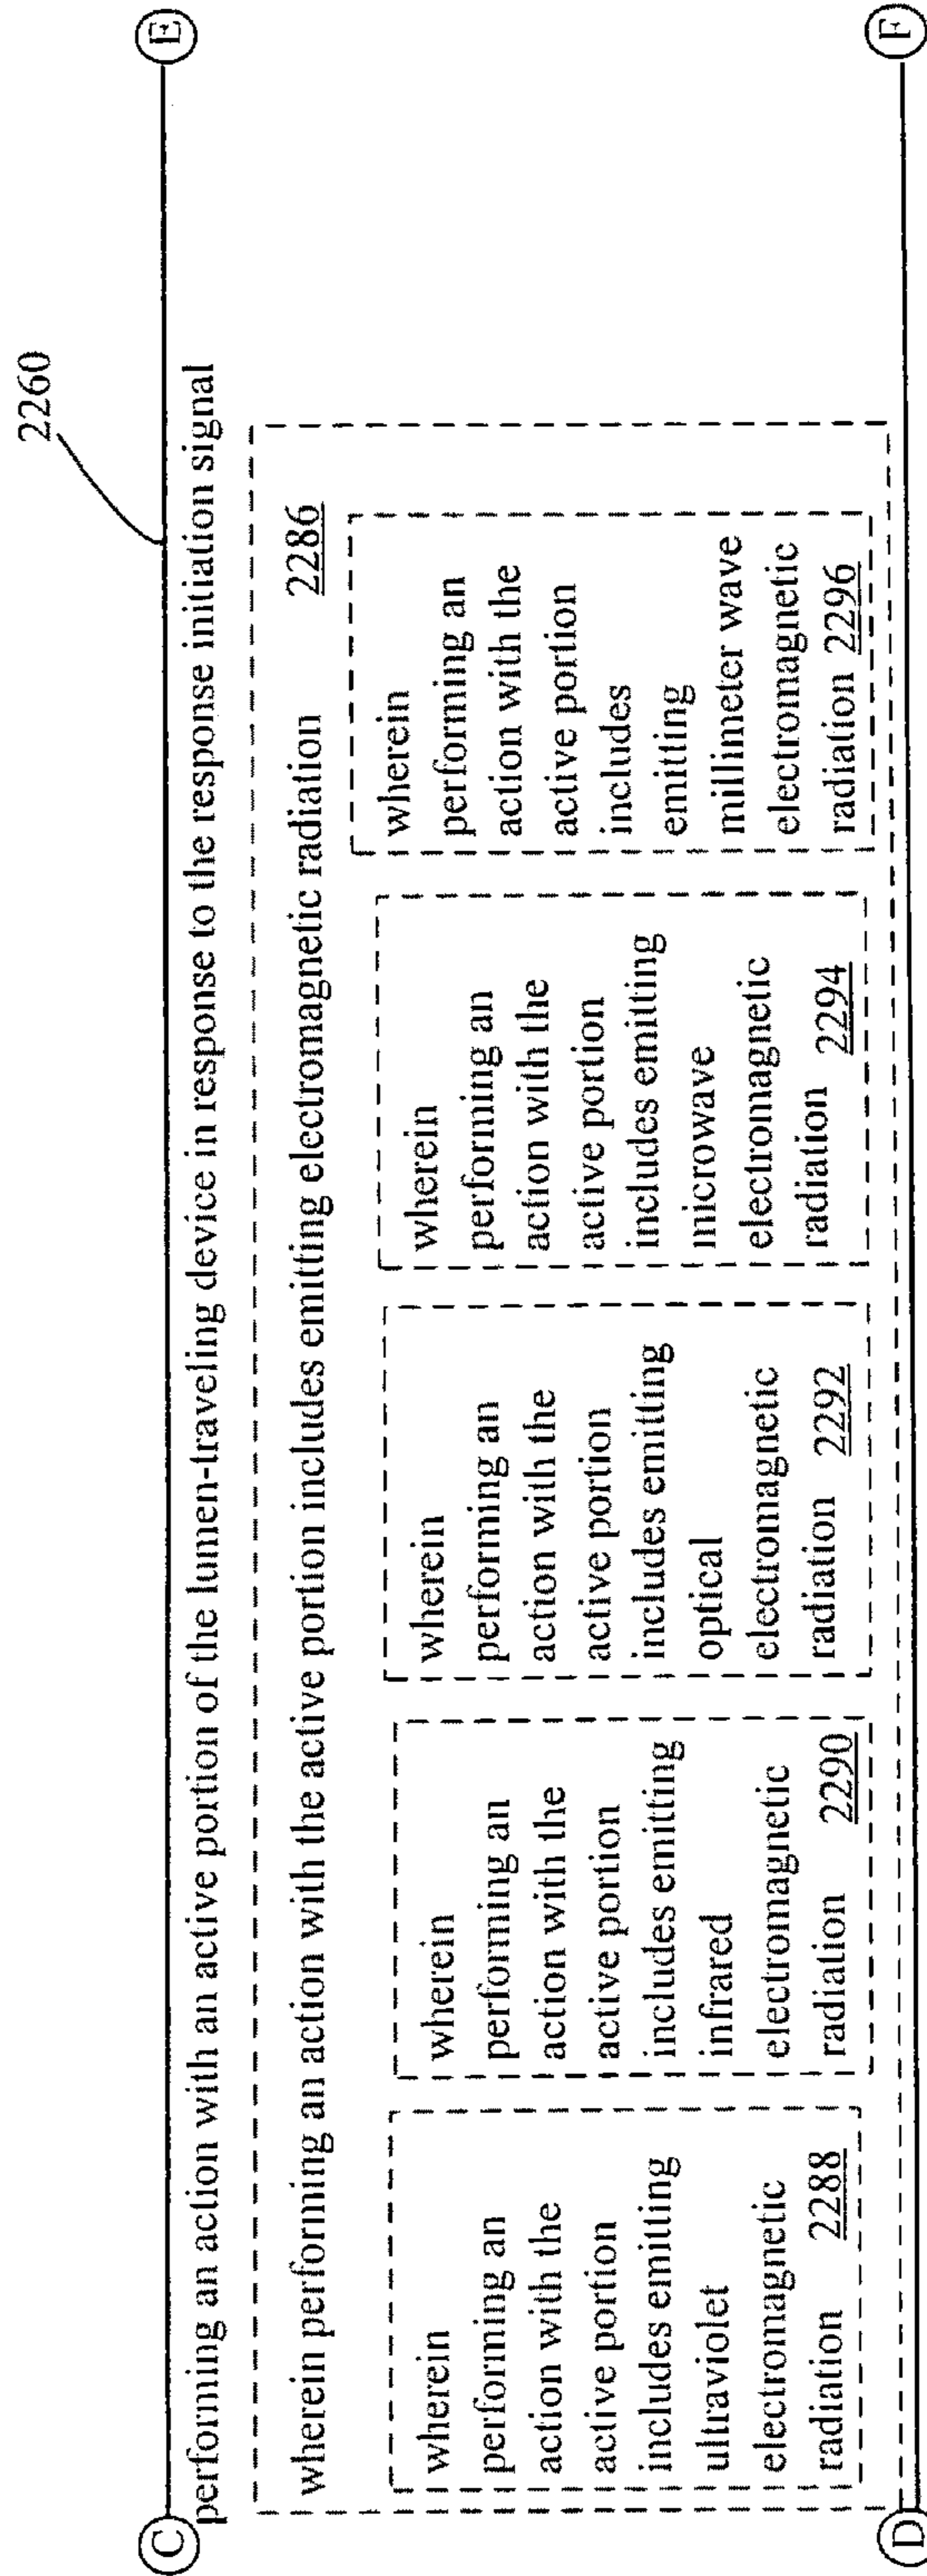 2260
C
E
performing an action with an active portion of the lumen-traveling device in response to the response initiation signal
wherein performing an action with the active portion includes emitting electromagnetic radiation 2286
wherein
performing an
action with the
active portion
includes emitting
ultraviolet
electromagnetic
radiation 2288
wherein
performing an
action with the
active portion
includes emitting
infrared
electromagnetic
radiation 2290
wherein
performing an
action with the
active portion
includes emitting
optical
electromagnetic
radiation 2292
wherein
performing an
action with the
active portion
includes emitting
microwave
electromagnetic
radiation 2294
wherein
performing an
action with the
active portion
includes
emitting
millimeter wave
electromagnetic
radiation 2296
D
F